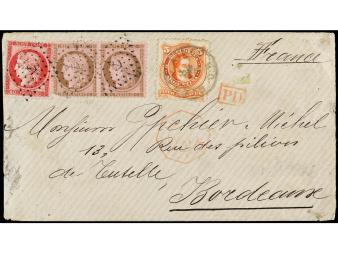 France
PD
Monsieur Michel
13, Rue des piliers
de Tutelle,
Bordeaux